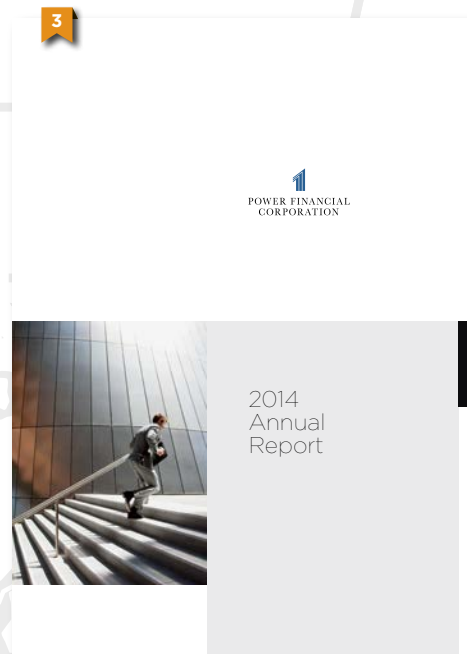 3
POWER FINANCIAL
CORPORATION
2014
Annual
Report